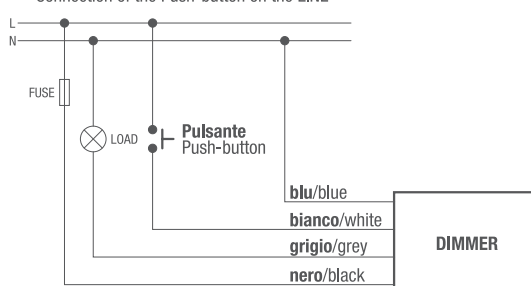 Connection of the Push-button on the LINE
L
N
FUSE
LOAD
Pulsante
Push-button
blu/blue
bianco/white
grigio/grey
DIMMER
nero/black